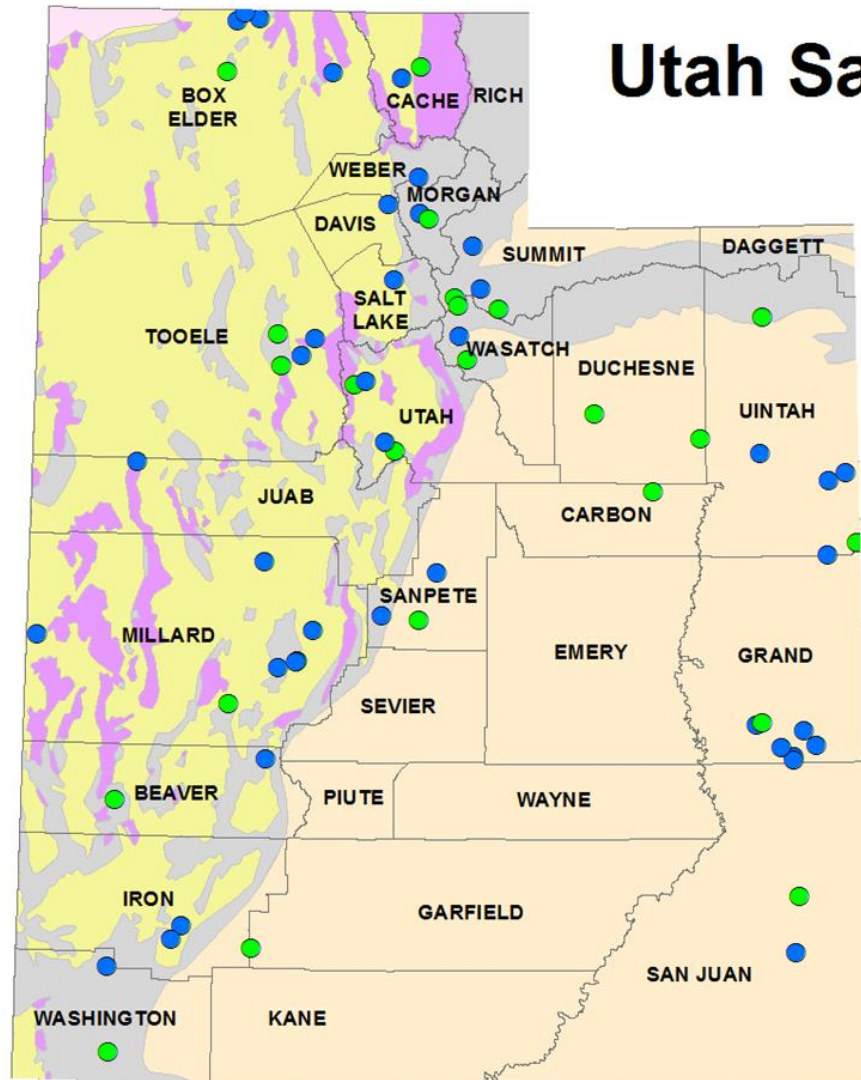 Utah Sa
BOX
ELDER
CACHE
RICH
WEBER
MORGAN
DAVIS
SUMMIT
DAGGETT
SALT
LAKE
TOOELE
WASATCH
DUCHESNE
UTAH
UINTAH
JUAB
CARBON
SANPETE
MILLARD
EMERY
GRAND
SEVIER
BEAVER
PIUTE
WAYNE
IRON
GARFIELD
SAN JUAN
WASHINGTON
KANE